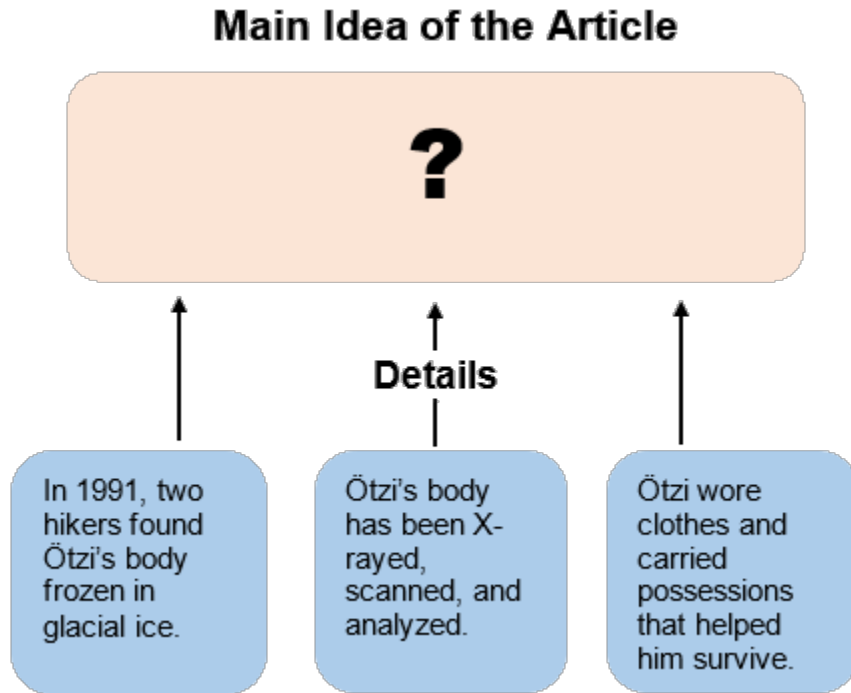 Main Idea of the Article
?
Details
In 1991, two
hikers found
Ötzi's body
frozen in
glacial ice.
Ötzi's body
has been X-
rayed,
scanned, and
analyzed.
Ötzi wore
clothes and
carried
possessions
that helped
him survive.